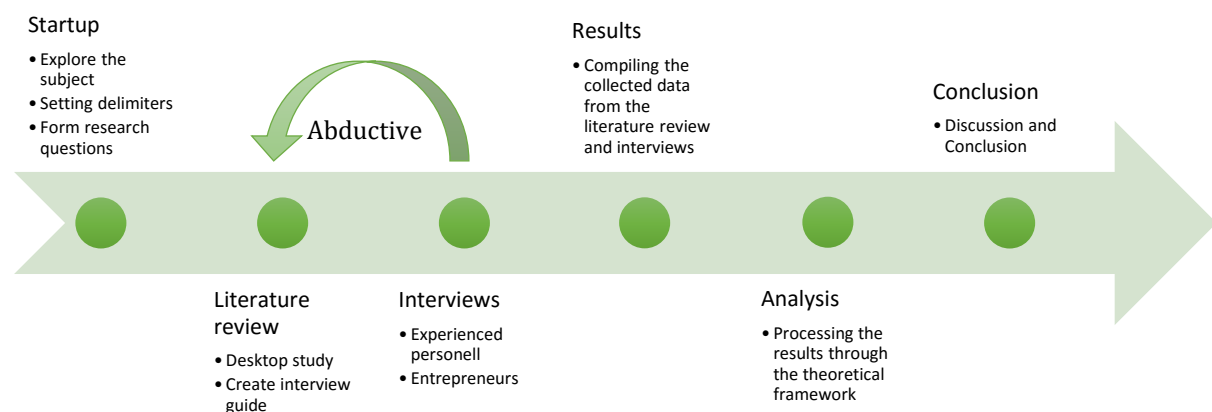 Startup
• Explore the
subject
• Setting delimiters
• Form research
questions
Abductive
Results
• Compiling the
collected data
from the
literature review
and interviews
Conclusion
• Discussion and
Conclusion
Literature
review
• Desktop study
• Create interview
guide
Interviews
• Experienced
personell
• Entrepreneurs
Analysis
• Processing the
results through
the theoretical
framework